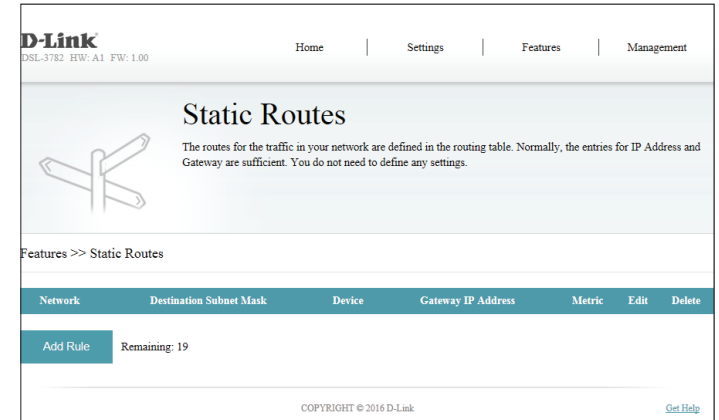 D-Link
DSL-3782 HW: A1 FW: 1.00
Home Settings Features Management
Static Routes
The routes for the traffic in your network are defined in the routing table. Normally, the entries for IP Address and
Gateway are sufficient. You do not need to define any settings.
Features >> Static Routes
Network Destination Subnet Mask Device Gateway IP Address Metric Edit Delete
Add Rule Remaining: 19
COPYRIGHT © 2016 D-Link Get Help